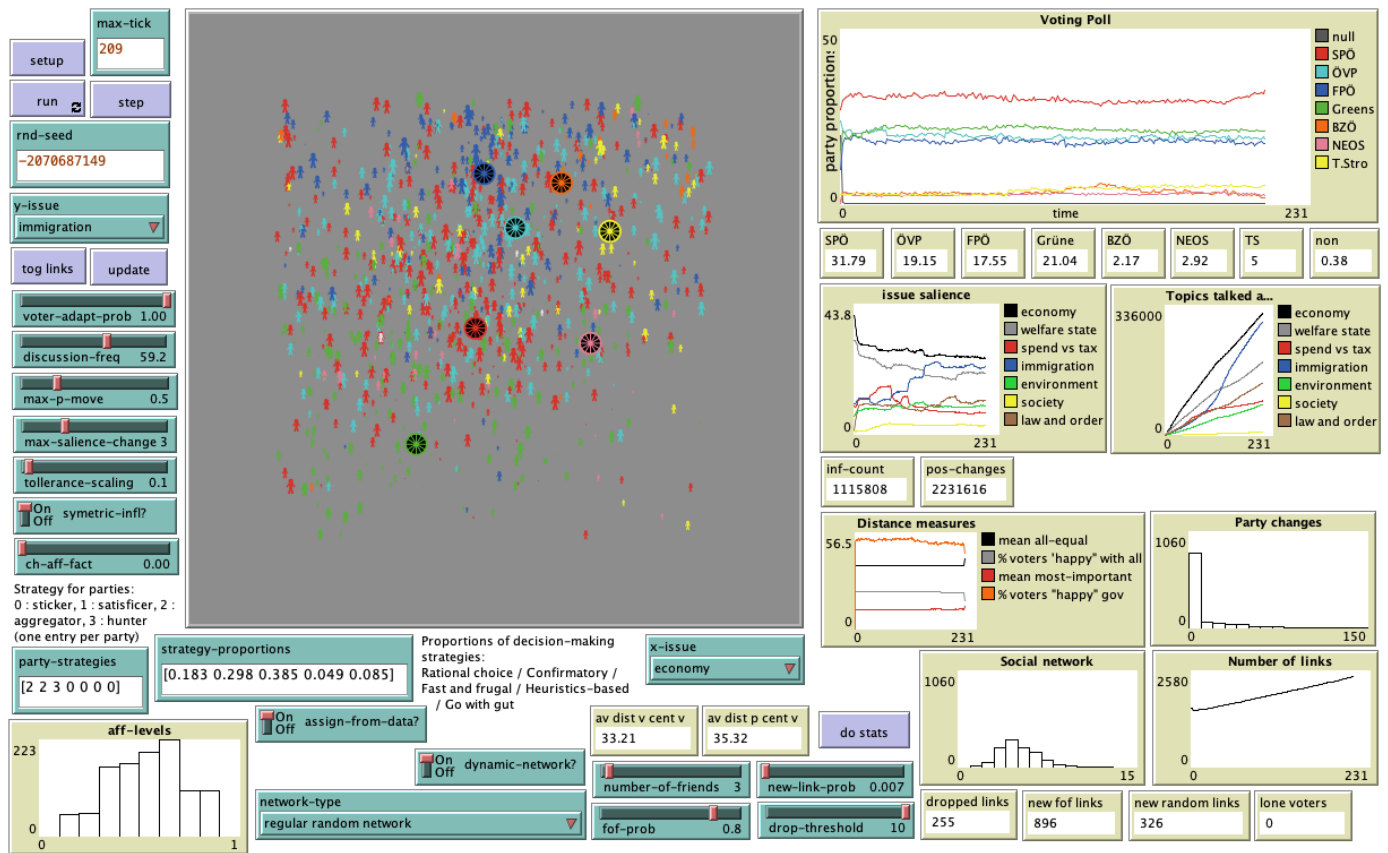 max-tick
209
setup
run
step
rnd-seed
-2070687149
y-issue
immigration
tog links
update
voter-adapt-prob 1.00
discussion-freq 59.2
max-p-move 0.5
max-salience-change 3
tollerance-scaling 0.1
On
Off
symetric-infl?
ch-aff-fact 0.00
Strategy for parties:
0 : sticker, 1 : satisficer, 2 :
aggregator, 3 : hunter
(one entry per party)
party-strategies
[2 2 3 0 0 0 0]
strategy-proportions
[0.183 0.298 0.385 0.049 0.085]
Proportions of decision-making
strategies:
Rational choice / Confirmatory /
Fast and frugal / Heuristics-based
/ Go with gut
x-issue
economy
Voting Poll
50
party proportions
0
0
time
231
null
SPÖ
ÖVP
FPÖ
Greens
BZÖ
NEOS
T.Stro
SPÖ
31.79
ÖVP
19.15
FPÖ
17.55
Grüne
21.04
BZÖ
2.17
NEOS
2.92
TS
5
non
0.38
issue salience
43.8
0
0
231
economy
welfare state
spend vs tax
immigration
environment
society
law and order
Topics talked a...
336000
0
0
231
economy
welfare state
spend vs tax
immigration
environment
society
law and order
inf-count
1115808
pos-changes
2231616
Distance measures
56.5
0
0
231
mean all-equal
% voters "happy" with all
mean most-important
% voters "happy" gov
Party changes
1060
0
0
150
Social network
1060
0
0
15
Number of links
2580
0
0
231
aff-levels
223
0
0
1
On
Off
assign-from-data?
On
Off
dynamic-network?
network-type
regular random network
av dist v cent v
33.21
av dist p cent v
35.32
do stats
number-of-friends 3
new-link-prob 0.007
fof-prob 0.8
drop-threshold 10
dropped links
255
new fof links
896
new random links
326
lone voters
0